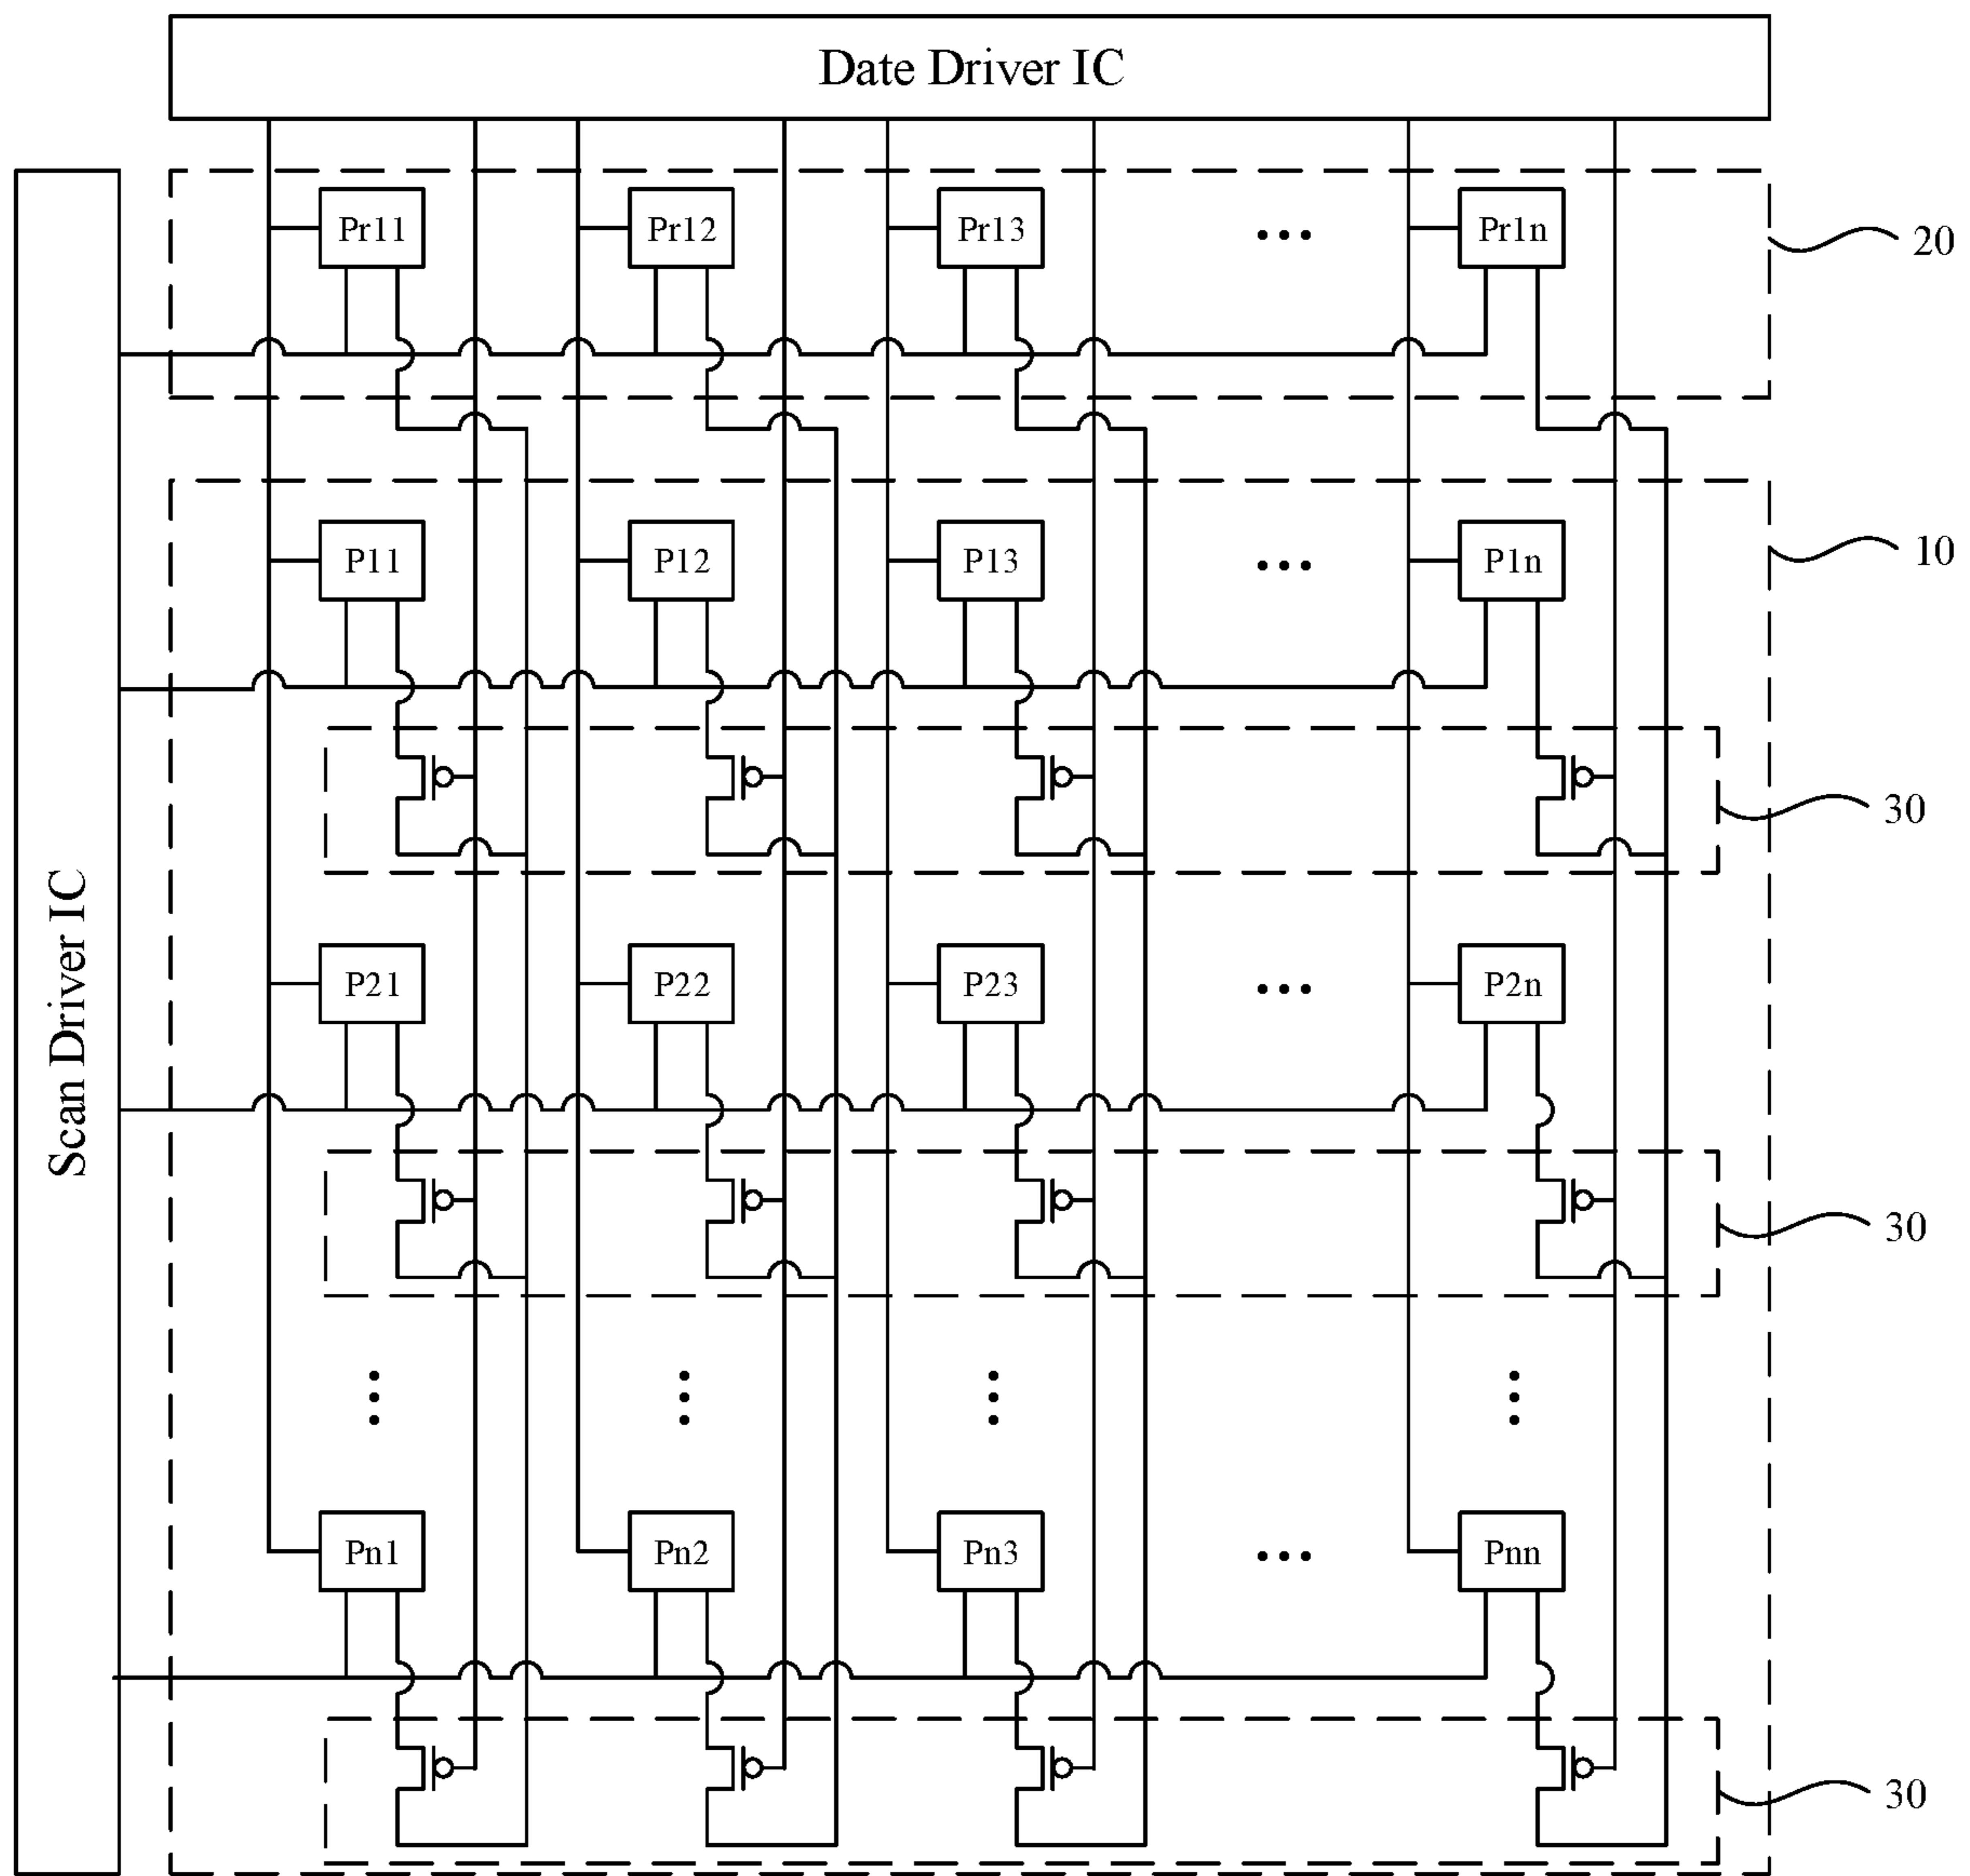 Date Driver IC
Scan Driver IC
Pr11 Pr12 Pr13 ... Pr1n 20
P11 P12 P13 ... P1n 10
30
P21 P22 P23 ... P2n
30
Pn1 Pn2 Pn3 ... Pnn
30